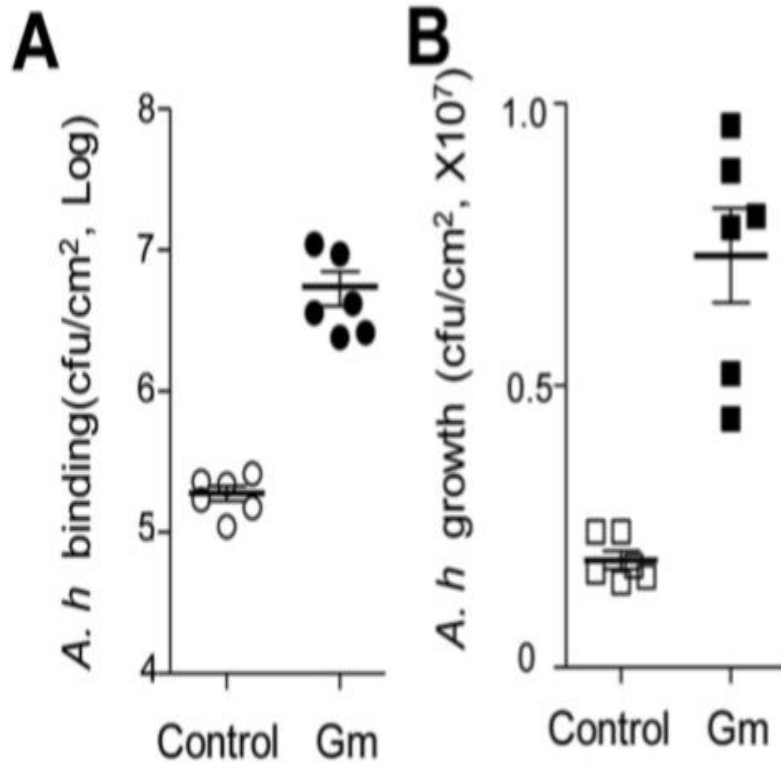 A
A. h binding(cfu/cm², Log)
8
7
6
5
4
Control Gm
B
A. h growth (cfu/cm², X10⁷)
1.0
0.5
0
Control Gm